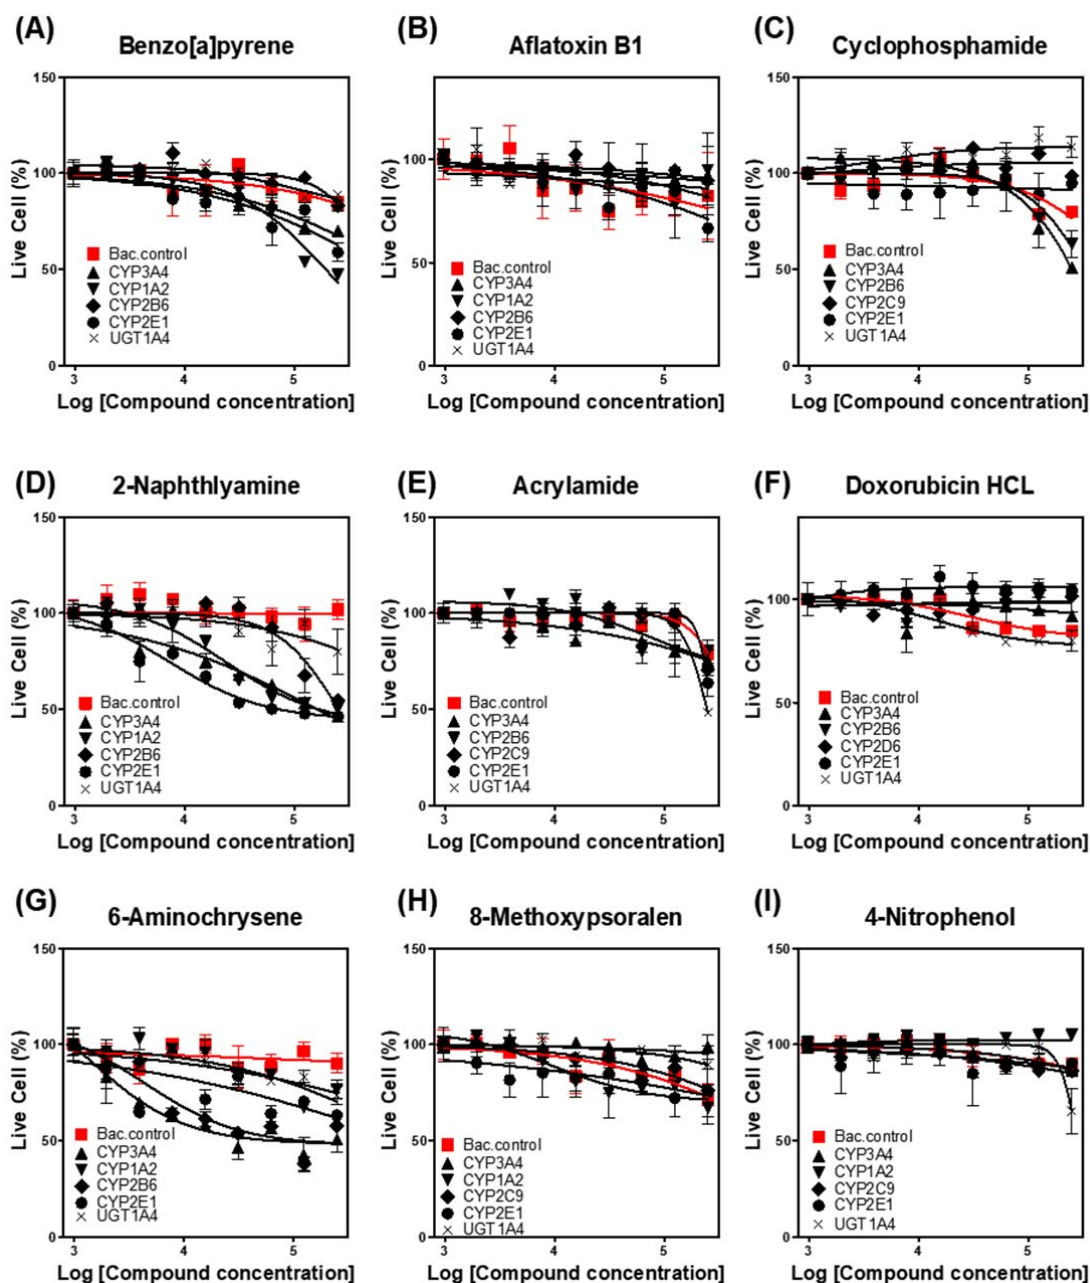 (A)
Benzo[a]pyrene
Live Cell (%)
150
100
50
0
Bac.control
CYP3A4
CYP1A2
CYP2B6
CYP2E1
UGT1A4
3 4 5
Log [Compound concentration]
(B)
Aflatoxin B1
Live Cell (%)
100
50
0
Bac.control
CYP3A4
CYP1A2
CYP2B6
CYP2E1
UGT1A4
3 4 5
Log [Compound concentration]
(C)
Cyclophosphamide
Live Cell (%)
150
100
50
0
Bac.control
CYP3A4
CYP2B6
CYP2C9
CYP2E1
UGT1A4
3 4 5
Log [Compound concentration]
(D)
2-Naphthlyamine
Live Cell (%)
150
100
50
0
Bac.control
CYP3A4
CYP1A2
CYP2B6
CYP2E1
UGT1A4
3 4 5
Log [Compound concentration]
(E)
Acrylamide
Live Cell (%)
150
100
50
0
Bac.control
CYP3A4
CYP2B6
CYP2C9
CYP2E1
UGT1A4
3 4 5
Log [Compound concentration]
(F)
Doxorubicin HCL
Live Cell (%)
100
50
0
Bac.control
CYP3A4
CYP2B6
CYP2D6
CYP2E1
UGT1A4
3 4 5
Log [Compound concentration]
(G)
6-Aminochrysene
Live Cell (%)
150
100
50
0
Bac.control
CYP3A4
CYP1A2
CYP2B6
CYP2E1
UGT1A4
3 4 5
Log [Compound concentration]
(H)
8-Methoxypsoralen
Live Cell (%)
150
100
50
0
Bac.control
CYP3A4
CYP1A2
CYP2C9
CYP2E1
UGT1A4
3 4 5
Log [Compound concentration]
(I)
4-Nitrophenol
Live Cell (%)
150
100
50
0
Bac.control
CYP3A4
CYP1A2
CYP2C9
CYP2E1
UGT1A4
3 4 5
Log [Compound concentration]